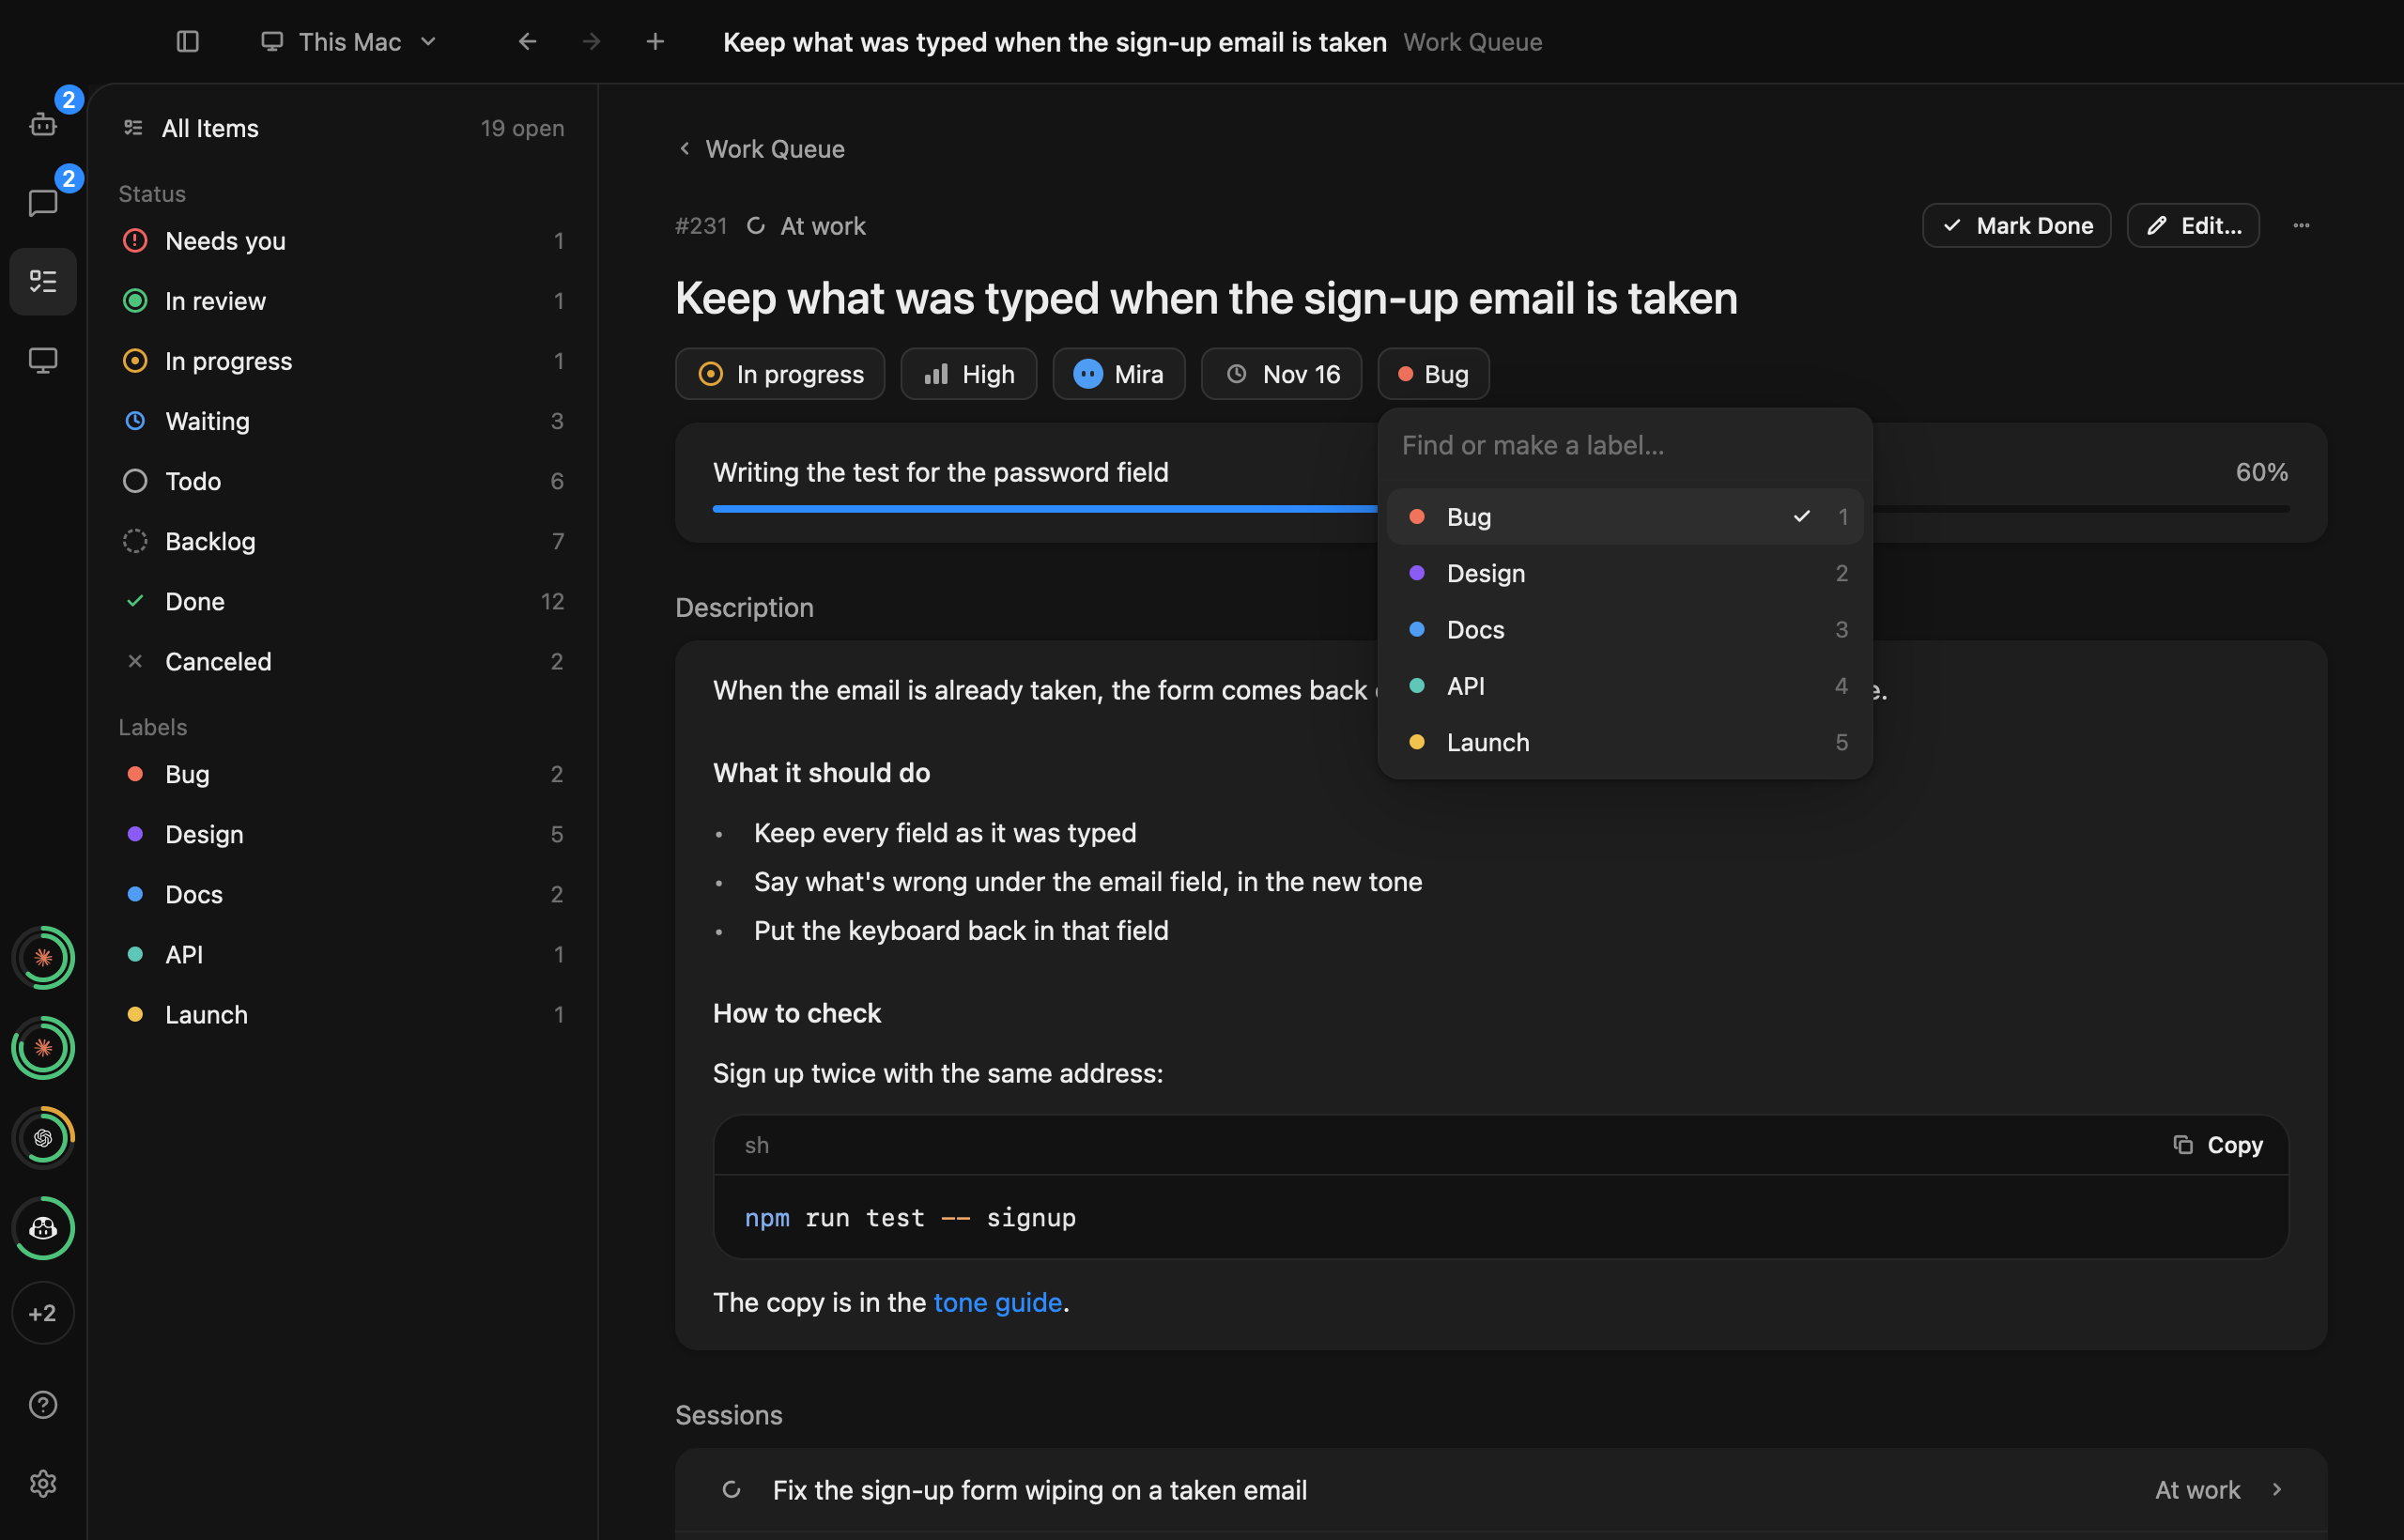 This Mac
Keep what was typed when the sign-up email is taken Work Queue
2
2
All Items 19 open
Status
Needs you 1
In review 1
In progress 1
Waiting 3
Todo 6
Backlog 7
Done 12
Canceled 2
Labels
Bug 2
Design 5
Docs 2
API 1
Launch 1
+2
Work Queue
#231 At work
Mark Done
Edit...
Keep what was typed when the sign-up email is taken
In progress
High
Mira
Nov 16
Bug
Find or make a label...
Bug 1
Design 2
Docs 3
API 4
Launch 5
Writing the test for the password field 60%
Description
When the email is already taken, the form comes back
What it should do
• Keep every field as it was typed
• Say what's wrong under the email field, in the new tone
• Put the keyboard back in that field
How to check
Sign up twice with the same address:
sh
Copy
npm run test -- signup
The copy is in the tone guide.
Sessions
Fix the sign-up form wiping on a taken email At work